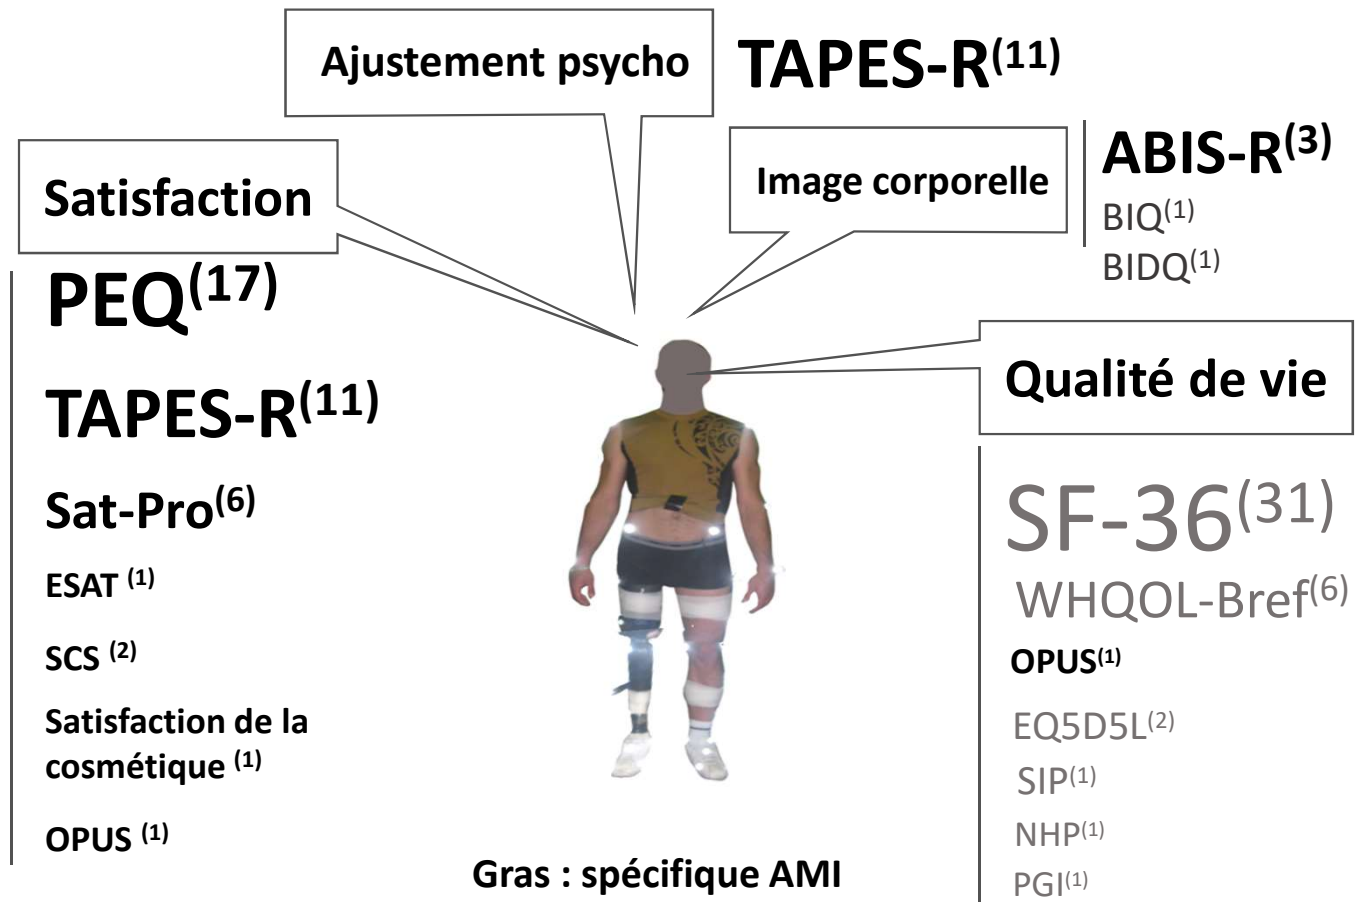 Ajustement psycho
TAPES-R(11)
Image corporelle
ABIS-R(3)
BIQ(1)
BIDQ(1)
Satisfaction
PEQ(17)
TAPES-R(11)
Sat-Pro(6)
ESAT (1)
SCS (2)
Satisfaction de la
cosmétique (1)
OPUS (1)
Qualité de vie
SF-36(31)
WHQOL-Bref(6)
OPUS(1)
EQ5D5L(2)
SIP(1)
NHP(1)
PGI(1)
Gras : spécifique AMI